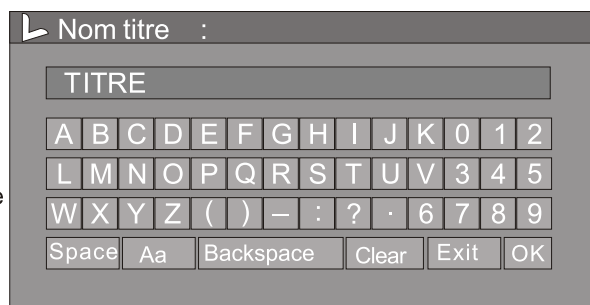 Nom titre :
TITRE
A B C D E F G H I J K 0 1 2
L M N O P Q R S T U V 3 4 5
e
W X Y Z ( ) – : ? · 6 7 8 9
Space Aa Backspace Clear Exit OK